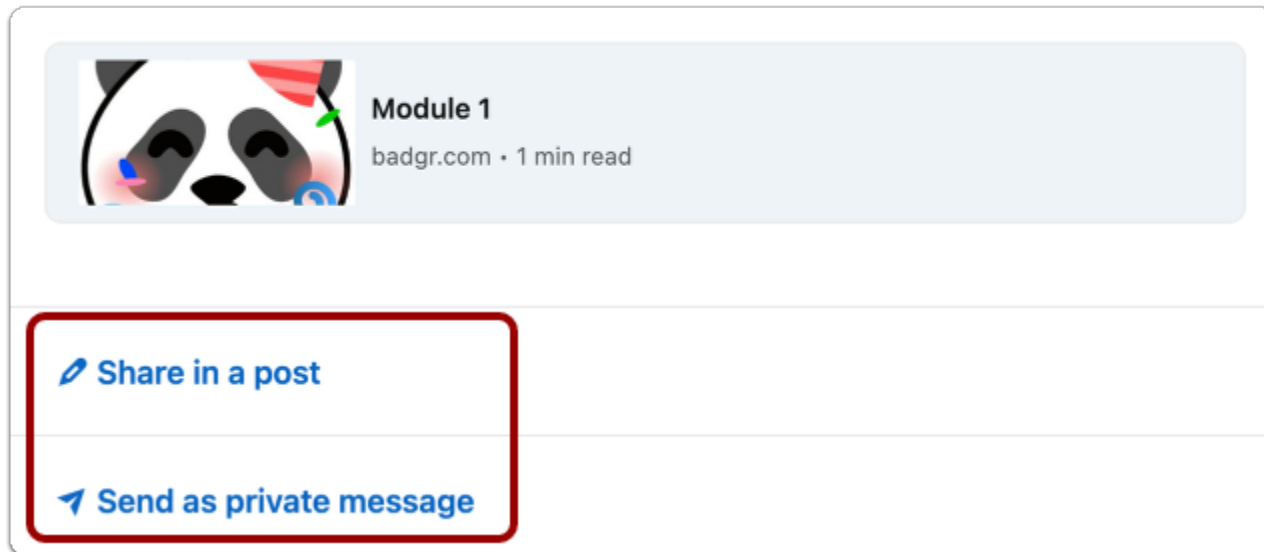 Module 1
badgr.com • 1 min read
Share in a post
Send as private message